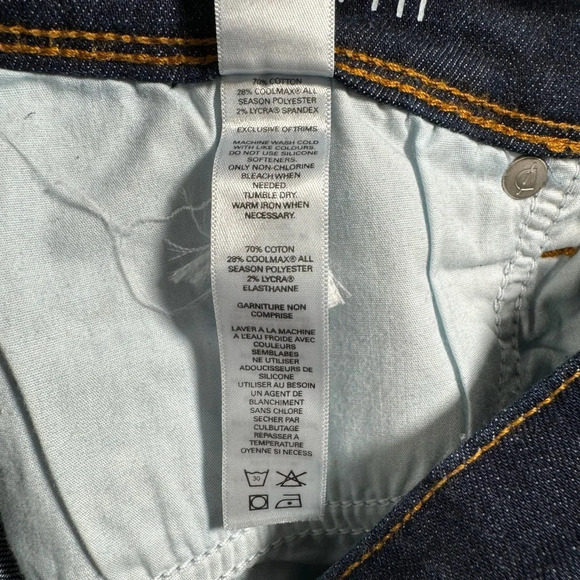 70% COTTON
28% COOLMAX® ALL
SEASON POLYESTER
2% LYCRA® SPANDEX
EXCLUSIVE OF TRIMS
MACHINE WASH COLD
WITH LIKE COLOURS.
DO NOT USE SILICONE
SOFTENERS.
ONLY NON-CHLORINE
BLEACH WHEN
NEEDED.
TUMBLE DRY.
WARM IRON WHEN
NECESSARY.
70% COTON
28% COOLMAX® ALL
SEASON POLYESTER
2% LYCRA®
ELASTHANNE
GARNITURE NON
COMPRISE
LAVER A LA MACHINE
A L'EAU FROIDE AVEC
COULEURS
SEMBLABES
NE UTILISER
ADOUCISSEURS DE
SILICONE
UTILISER AU BESOIN
UN AGENT DE
BLANCHIMENT
SANS CHLORE
SECHER PAR
CULBUTAGE
REPASSER A
TEMPERATURE
OYENNE SI NECESS
30